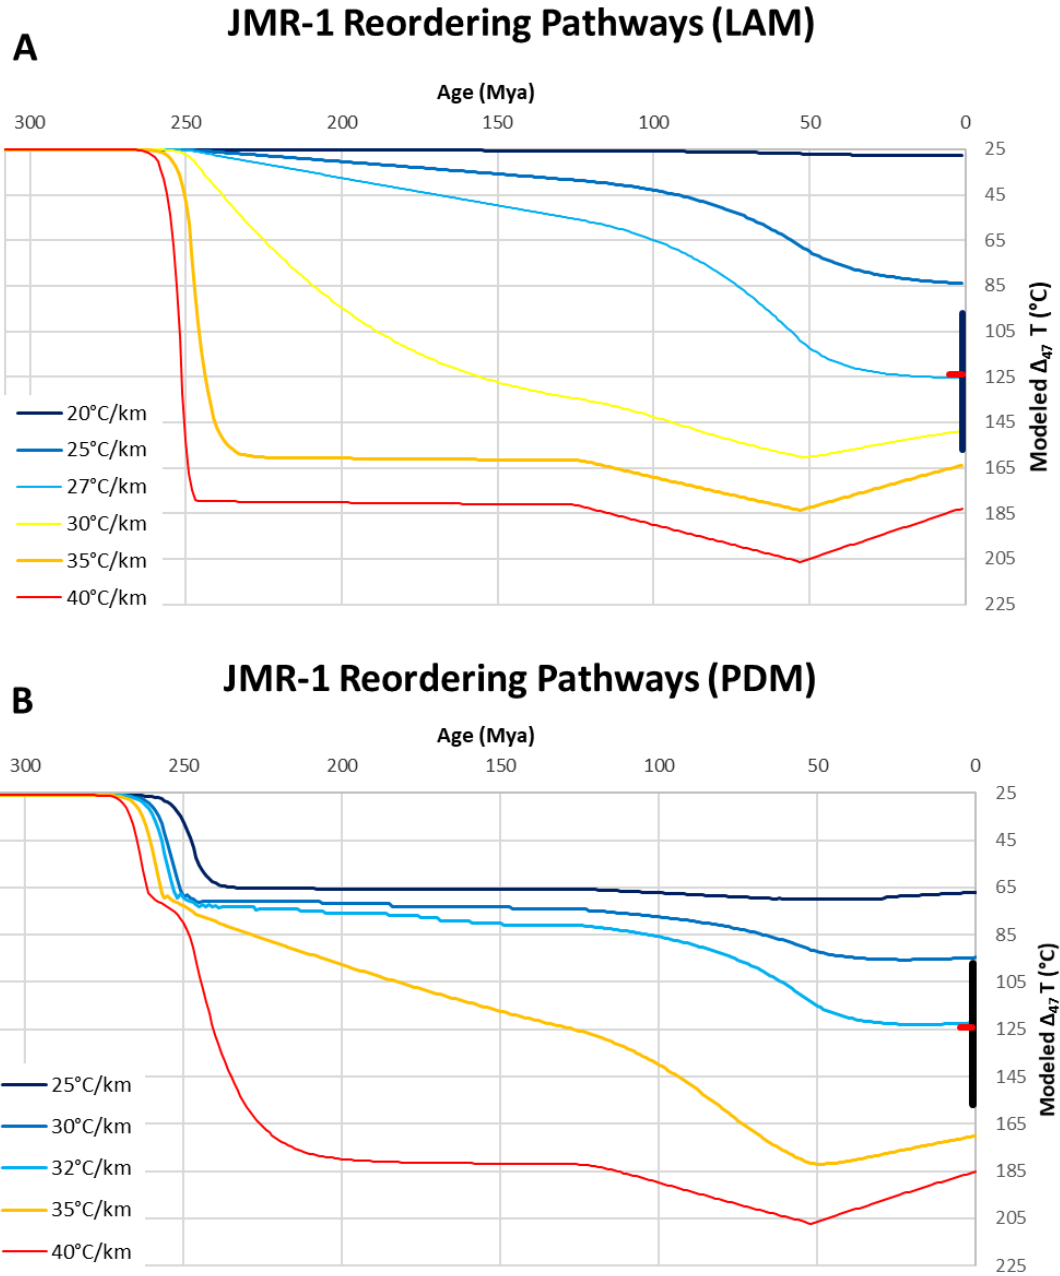 JMR-1 Reordering Pathways (LAM)
A
Age (Mya)
300 250 200 150 100 50 0
25
45
65
85
105
125
145
165
185
205
225
Modeled Δ47 T (°C)
20°C/km
25°C/km
27°C/km
30°C/km
35°C/km
40°C/km
JMR-1 Reordering Pathways (PDM)
B
Age (Mya)
300 250 200 150 100 50 0
25
45
65
85
105
125
145
165
185
205
225
Modeled Δ47 T (°C)
25°C/km
30°C/km
32°C/km
35°C/km
40°C/km